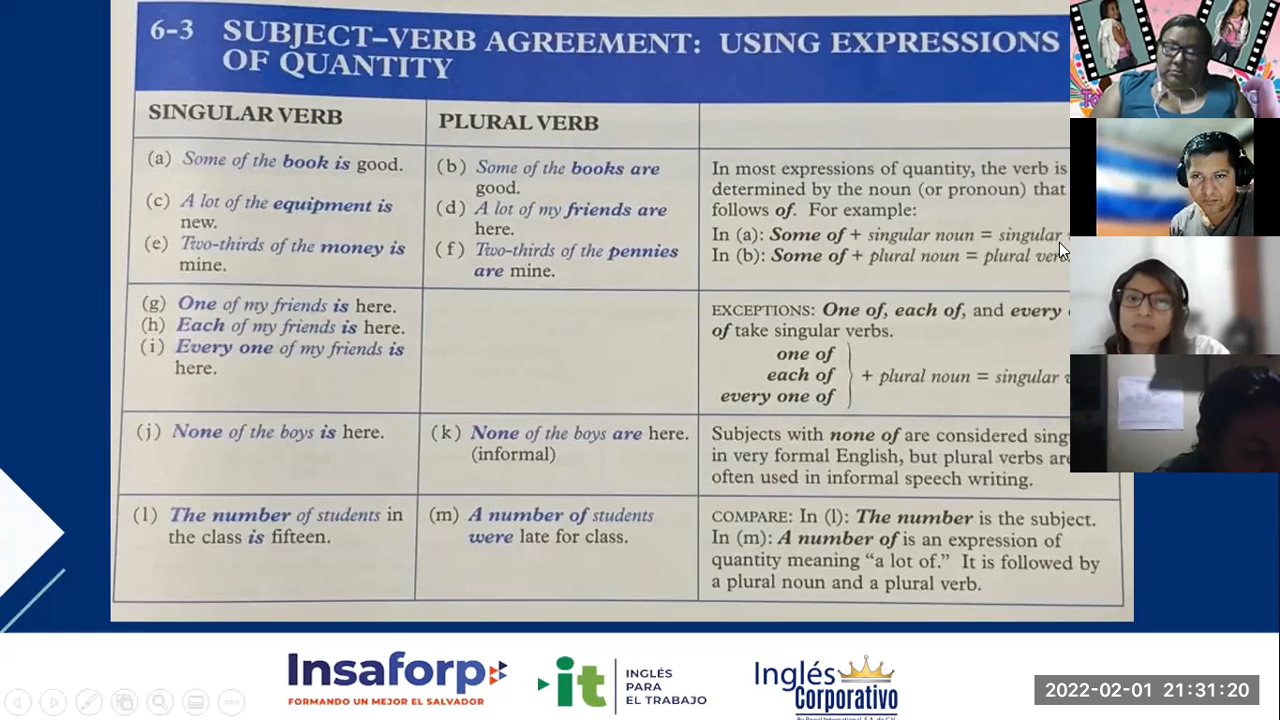 6-3 SUBJECT–VERB AGREEMENT: USING EXPRESSIONS
OF QUANTITY
SINGULAR VERB
PLURAL VERB
(a) Some of the book is good.
(c) A lot of the equipment is
new.
(e) Two-thirds of the money is
mine.
(b) Some of the books are
good.
(d) A lot of my friends are
here.
(f) Two-thirds of the pennies
are mine.
In most expressions of quantity, the verb is
determined by the noun (or pronoun) that
follows of. For example:
In (a): Some of + singular noun = singular
In (b): Some of + plural noun = plural
(g) One of my friends is here.
(h) Each of my friends is here.
(i) Every one of my friends is
here.
EXCEPTIONS: One of, each of, and every
of take singular verbs.
one of
each of
every one of
+ plural noun = singular
(j) None of the boys is here.
(k) None of the boys are here.
(informal)
Subjects with none of are considered
in very formal English, but plural verbs are
often used in informal speech writing.
(l) The number of students in
the class is fifteen.
(m) A number of students
were late for class.
COMPARE: In (l): The number is the subject.
In (m): A number of is an expression of
quantity meaning “a lot of.” It is followed by
a plural noun and a plural verb.
Insaforp
FORMANDO UN MEJOR EL SALVADOR
it
INGLÉS
PARA
EL TRABAJO
Inglés
Corporativo
2022-02-01 21:31:20